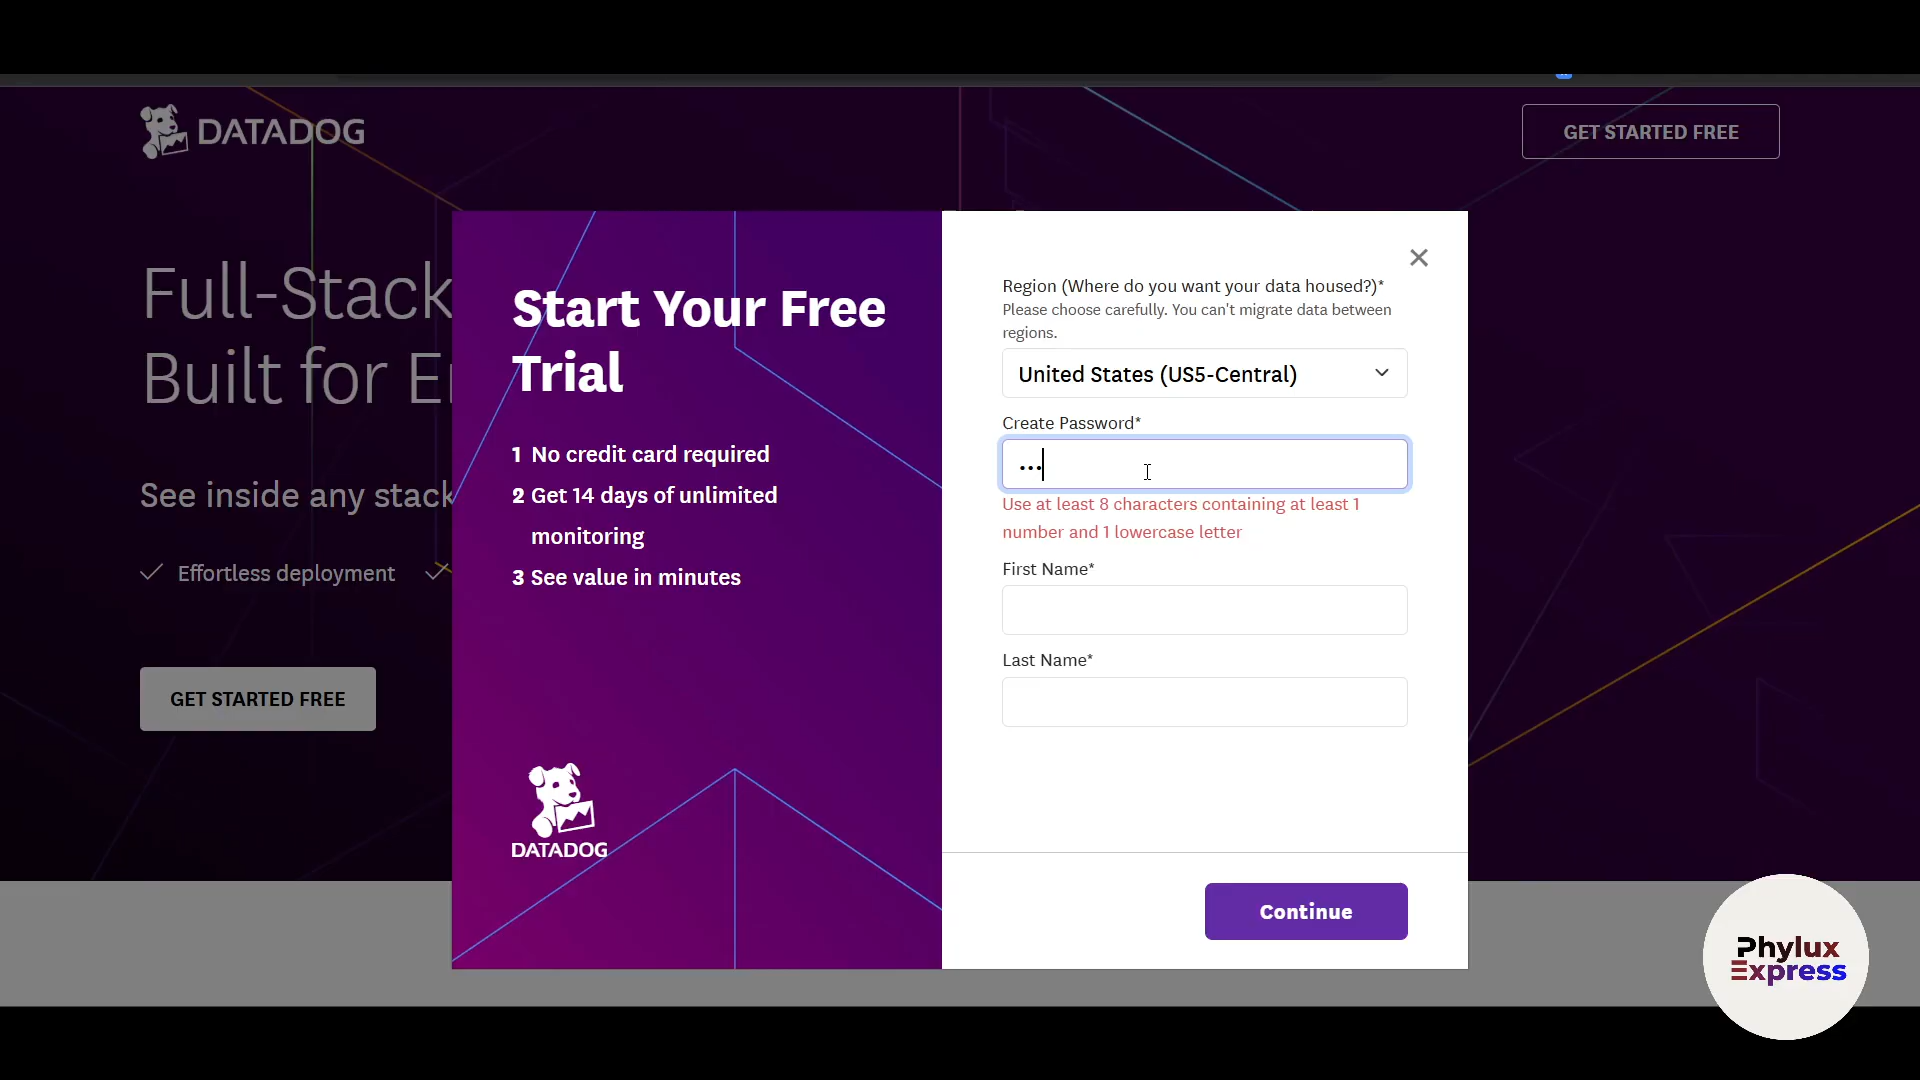 DATADOG
GET STARTED FREE
Full-Stack
Built for E
See inside any stack
Effortless deployment
GET STARTED FREE
Start Your Free
Trial
1 No credit card required
2 Get 14 days of unlimited
monitoring
3 See value in minutes
DATADOG
Region (Where do you want your data housed?)*
Please choose carefully. You can't migrate data between
regions.
United States (US5-Central)
Create Password*
•••
Use at least 8 characters containing at least 1
number and 1 lowercase letter
First Name*
Last Name*
Continue
Phylux
Express